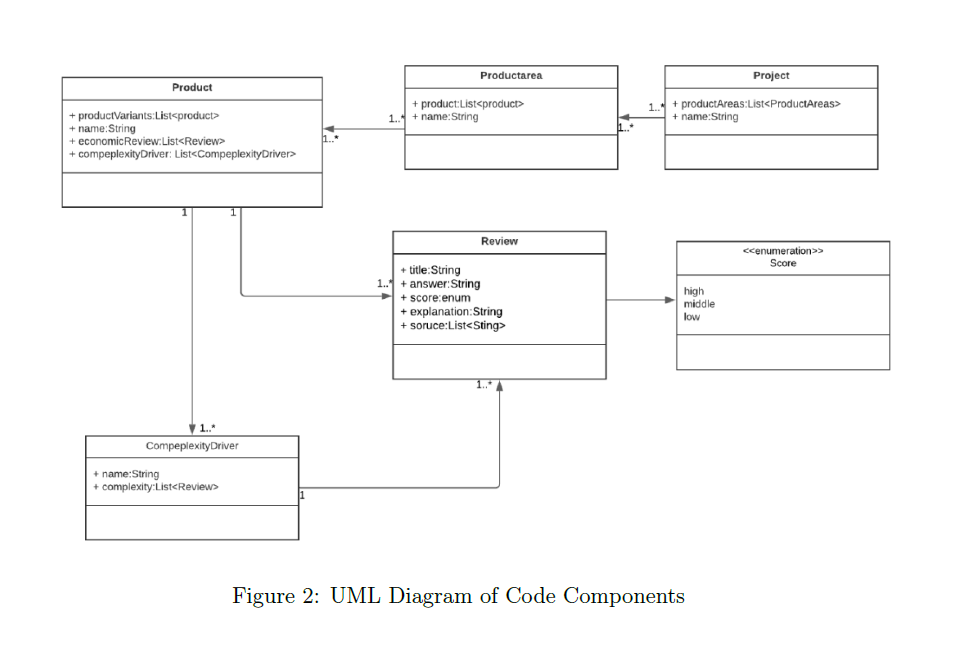 Product
+ productVariants:List<product>
+ name:String
+ economicReview:List<Review>
+ compeplexityDriver: List<CompeplexityDriver>
1..*
1..*
Productarea
+ product:List<product>
+ name:String
1..*
1..*
Project
+ productAreas:List<ProductAreas>
+ name:String
1
1
1..*
Review
+ title:String
+ answer:String
+ score:enum
+ explanation:String
+ soruce:List<Sting>
<<enumeration>>
Score
high
middle
low
1..*
1..*
CompeplexityDriver
+ name:String
+ complexity:List<Review>
1
Figure 2: UML Diagram of Code Components